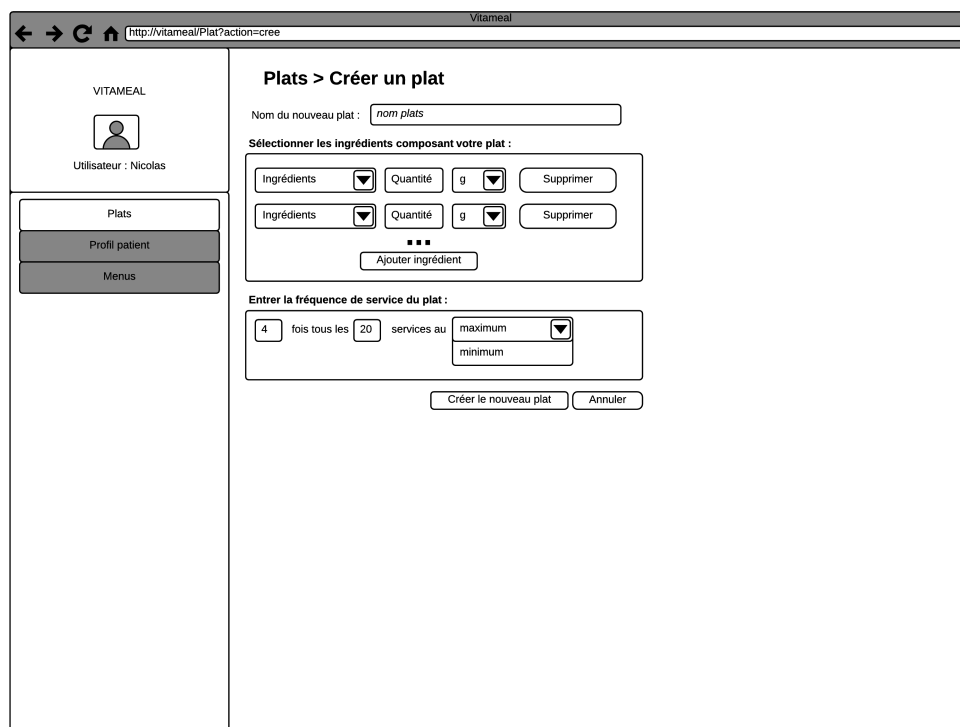 Vitameal
http://vitameal/Plat?action=cree
VITAMEAL
Utilisateur : Nicolas
Plats
Profil patient
Menus
Plats > Créer un plat
Nom du nouveau plat : nom plats
Sélectionner les ingrédients composant votre plat :
Ingrédients Quantité g Supprimer
Ingrédients Quantité g Supprimer
Ajouter ingrédient
Entrer la fréquence de service du plat :
4 fois tous les 20 services au maximum
minimum
Créer le nouveau plat Annuler